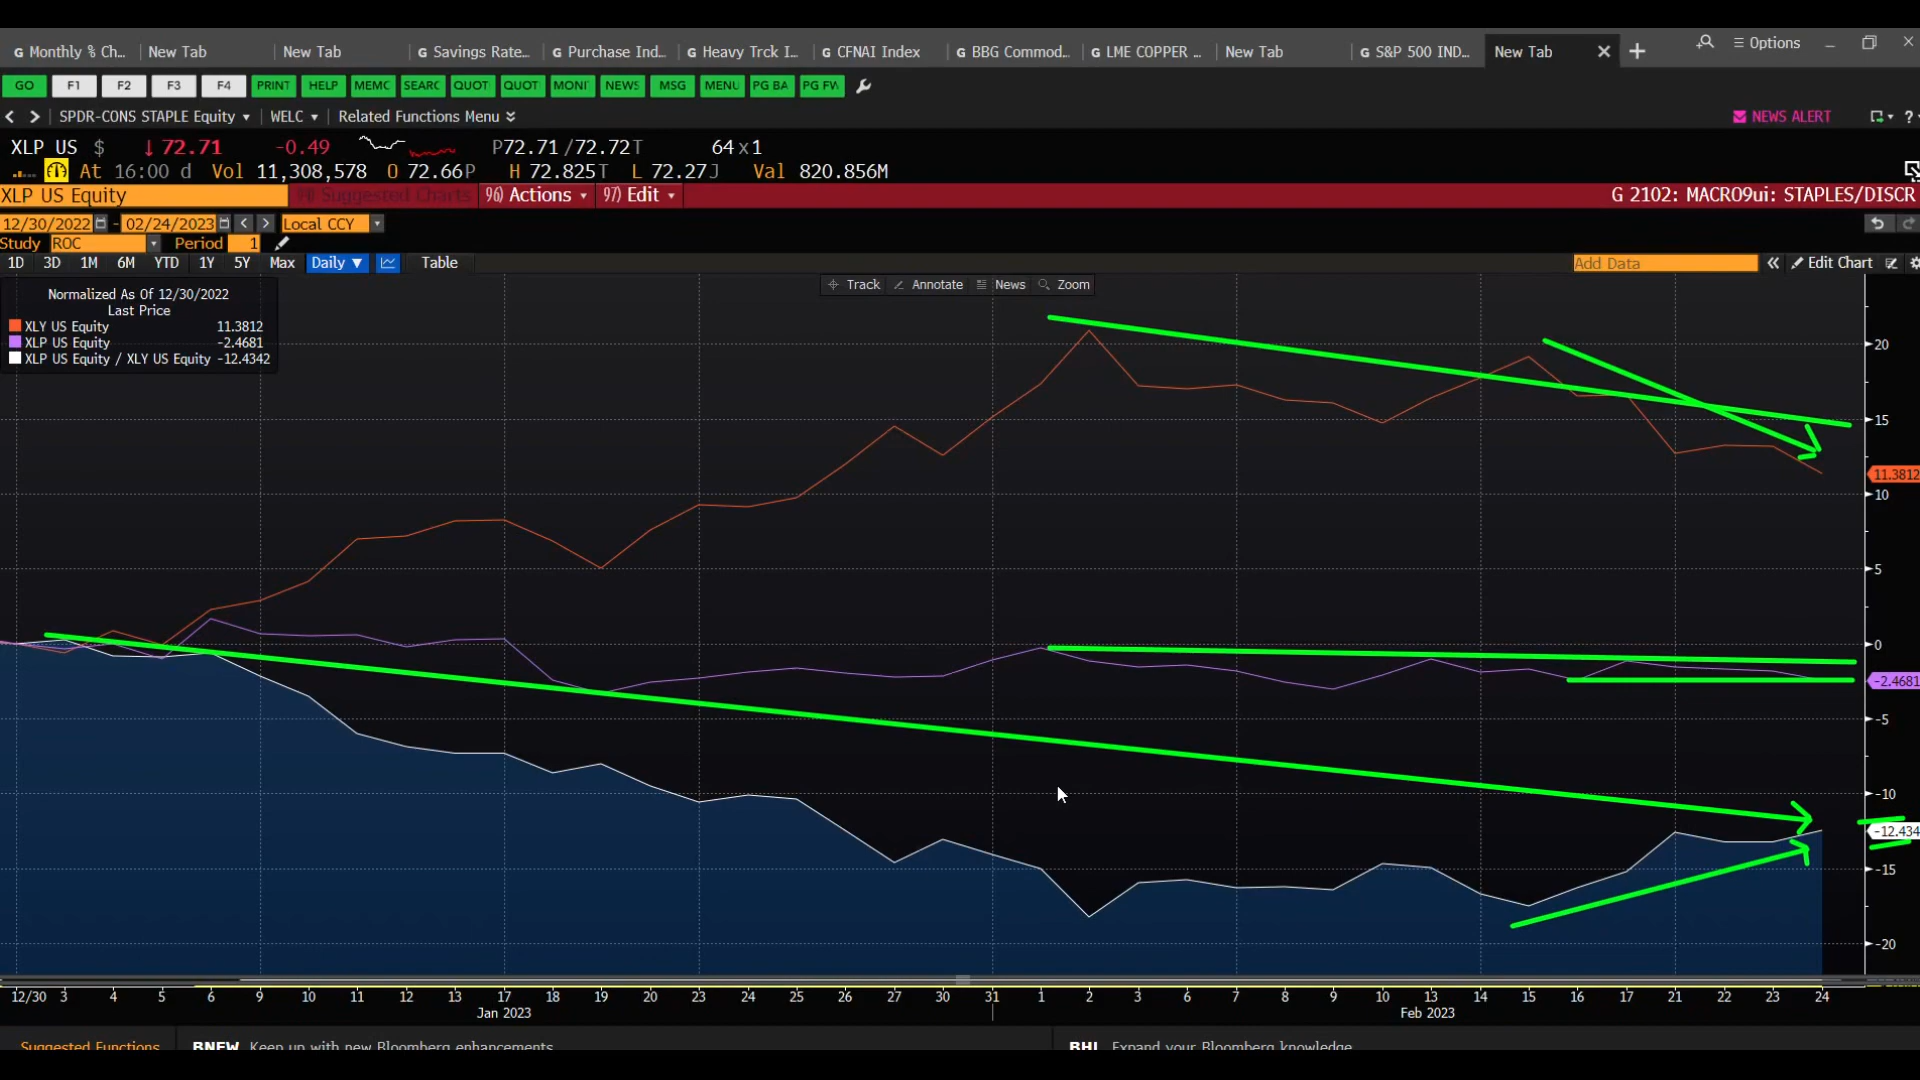 G Monthly % Ch... New Tab New Tab G Savings Rate... G Purchase Ind... G Heavy Trck I... G CFNAI Index G BBG Commod... G LME COPPER ... New Tab G S&P 500 IND... New Tab Options
GO F1 F2 F3 F4 PRINT HELP MEMC SEARC QUOT QUOT MONI NEWS MSG MENU PG BA PG FW
SPDR-CONS STAPLE Equity WELC Related Functions Menu NEWS ALERT ?
XLP US $ ↓72.71 -0.49 P72.71/72.72T 64x1
At 16:00 d Vol 11,308,578 O 72.66P H 72.825T L 72.27J Val 820.856M
XLP US Equity Suggested Charts 96) Actions 97) Edit G 2102: MACRO9ui: STAPLES/DISCR
12/30/2022 - 02/24/2023 Local CCY
Study ROC Period 1
1D 3D 1M 6M YTD 1Y 5Y Max Daily ▼ Table Add Data « Edit Chart
Track Annotate News Zoom
Normalized As Of 12/30/2022
Last Price
XLY US Equity 11.3812
XLP US Equity -2.4681
XLP US Equity / XLY US Equity -12.4342
20
15
11.3812
10
5
0
-2.4681
-5
-10
-12.434
-15
-20
12/30 3 4 5 6 9 10 11 12 13 17 18 19 20 23 24 25 26 27 30 31 1 2 3 6 7 8 9 10 13 14 15 16 17 21 22 23 24
Jan 2023 Feb 2023
Suggested Functions BNEW Keep up with new Bloomberg enhancements BHL Expand your Bloomberg knowledge